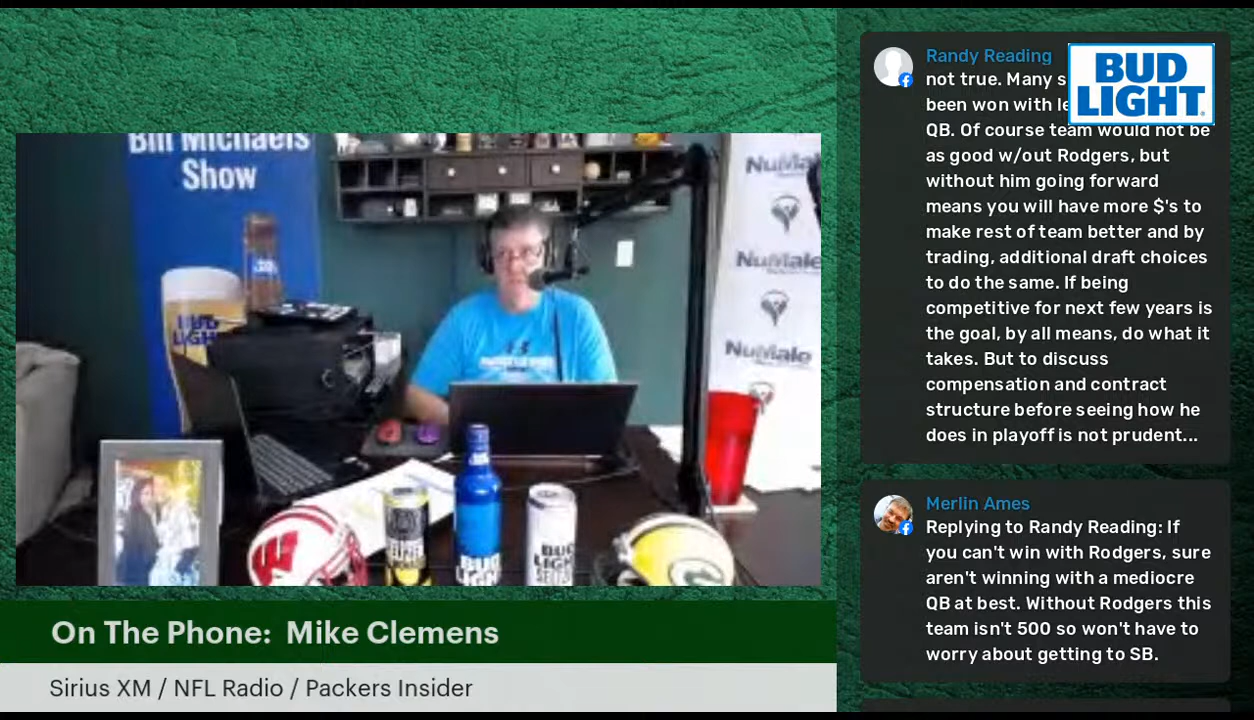 Bill Michaels
Show
NuMale
NuMale
NuMale
BUD
LIGHT
BUD
LIGHT
BUD
LIGHT
W
G
On The Phone: Mike Clemens
Sirius XM / NFL Radio / Packers Insider
BUD
LIGHT
Randy Reading
not true. Many s
been won with le
QB. Of course team would not be
as good w/out Rodgers, but
without him going forward
means you will have more $'s to
make rest of team better and by
trading, additional draft choices
to do the same. If being
competitive for next few years is
the goal, by all means, do what it
takes. But to discuss
compensation and contract
structure before seeing how he
does in playoff is not prudent...
Merlin Ames
Replying to Randy Reading: If
you can't win with Rodgers, sure
aren't winning with a mediocre
QB at best. Without Rodgers this
team isn't 500 so won't have to
worry about getting to SB.